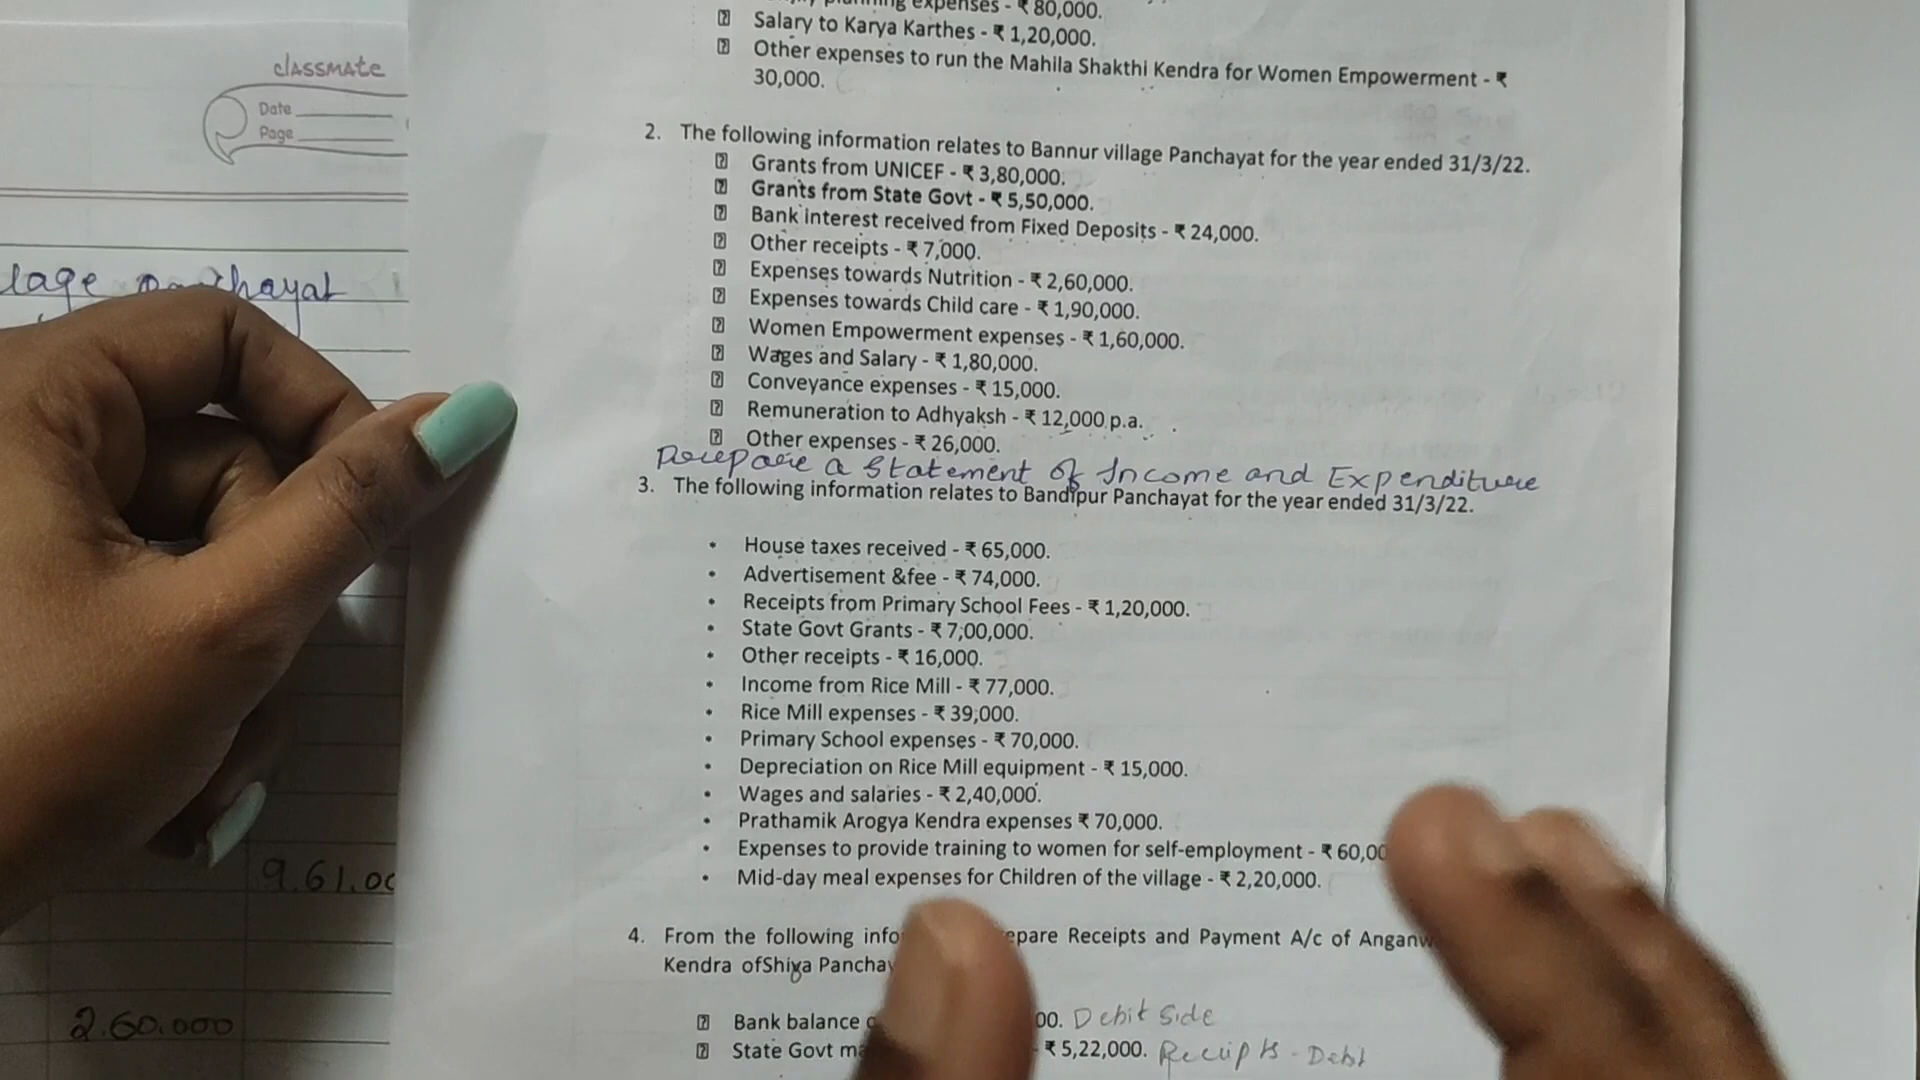 expenses - ₹ 80,000.
Salary to Karya Karthes - ₹ 1,20,000.
Other expenses to run the Mahila Shakthi Kendra for Women Empowerment - ₹
30,000.
classmate
Date
Page
2. The following information relates to Bannur village Panchayat for the year ended 31/3/22.
Grants from UNICEF - ₹ 3,80,000.
Grants from State Govt - ₹ 5,50,000.
Bank interest received from Fixed Deposits - ₹ 24,000.
Other receipts - ₹ 7,000.
Expenses towards Nutrition - ₹ 2,60,000.
Expenses towards Child care - ₹ 1,90,000.
Women Empowerment expenses - ₹ 1,60,000.
Wages and Salary - ₹ 1,80,000.
Conveyance expenses - ₹ 15,000.
Remuneration to Adhyaksh - ₹ 12,000 p.a.
Other expenses - ₹ 26,000.
Prepare a Statement of Income and Expenditure
3. The following information relates to Bandipur Panchayat for the year ended 31/3/22.
• House taxes received - ₹ 65,000.
• Advertisement &fee - ₹ 74,000.
• Receipts from Primary School Fees - ₹ 1,20,000.
• State Govt Grants - ₹ 7,00,000.
• Other receipts - ₹ 16,000.
• Income from Rice Mill - ₹ 77,000.
• Rice Mill expenses - ₹ 39,000.
• Primary School expenses - ₹ 70,000.
• Depreciation on Rice Mill equipment - ₹ 15,000.
• Wages and salaries - ₹ 2,40,000.
• Prathamik Arogya Kendra expenses ₹ 70,000.
• Expenses to provide training to women for self-employment - ₹ 60,00
• Mid-day meal expenses for Children of the village - ₹ 2,20,000.
4. From the following info epare Receipts and Payment A/c of Anganw
Kendra ofShiva Panchay
Bank balance 00. Debit Side
State Govt ₹ 5,22,000. Receipts - Debt
lage panchayat
9.61.00
2.60.000